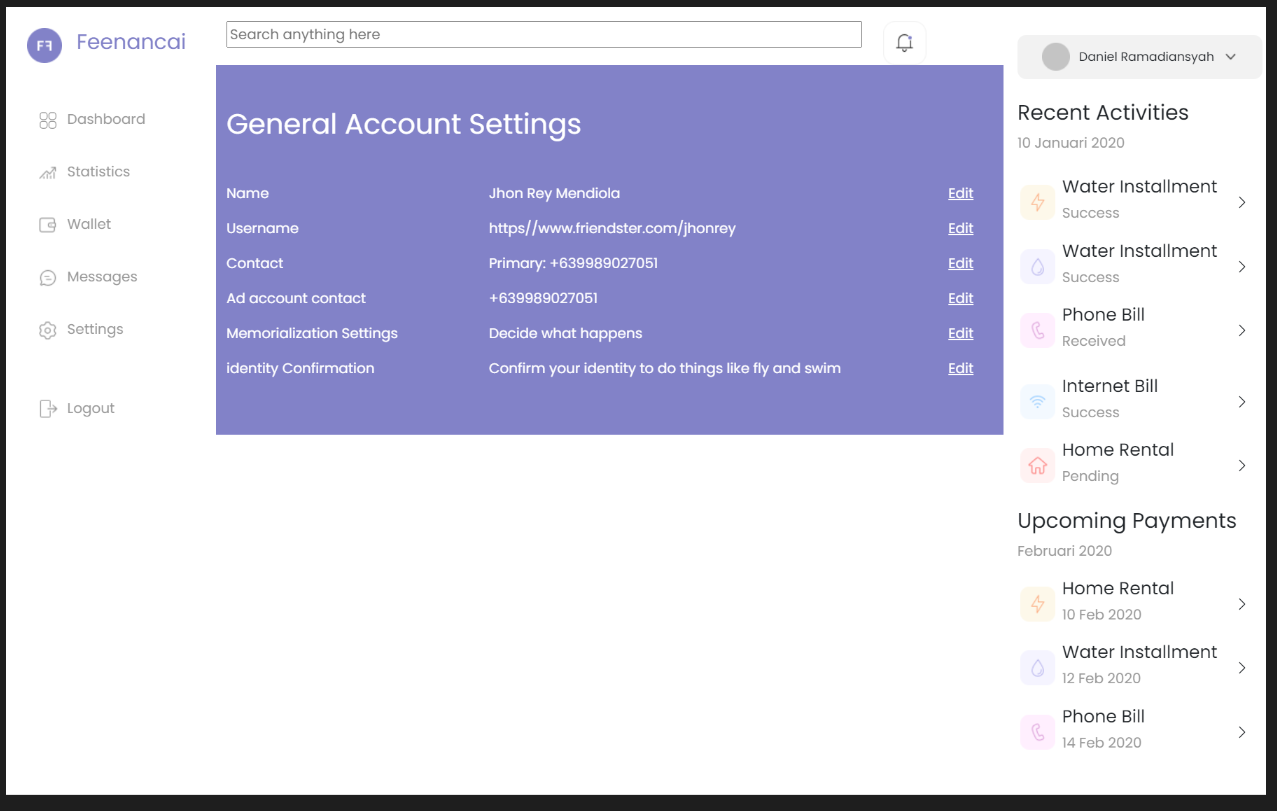 Feenancai
Dashboard
Statistics
Wallet
Messages
Settings
Logout
Search anything here
General Account Settings
Name Jhon Rey Mendiola Edit
Username https//www.friendster.com/jhonrey Edit
Contact Primary: +639989027051 Edit
Ad account contact +639989027051 Edit
Memorialization Settings Decide what happens Edit
identity Confirmation Confirm your identity to do things like fly and swim Edit
Daniel Ramadiansyah
Recent Activities
10 Januari 2020
Water Installment
Success
Water Installment
Success
Phone Bill
Received
Internet Bill
Success
Home Rental
Pending
Upcoming Payments
Februari 2020
Home Rental
10 Feb 2020
Water Installment
12 Feb 2020
Phone Bill
14 Feb 2020